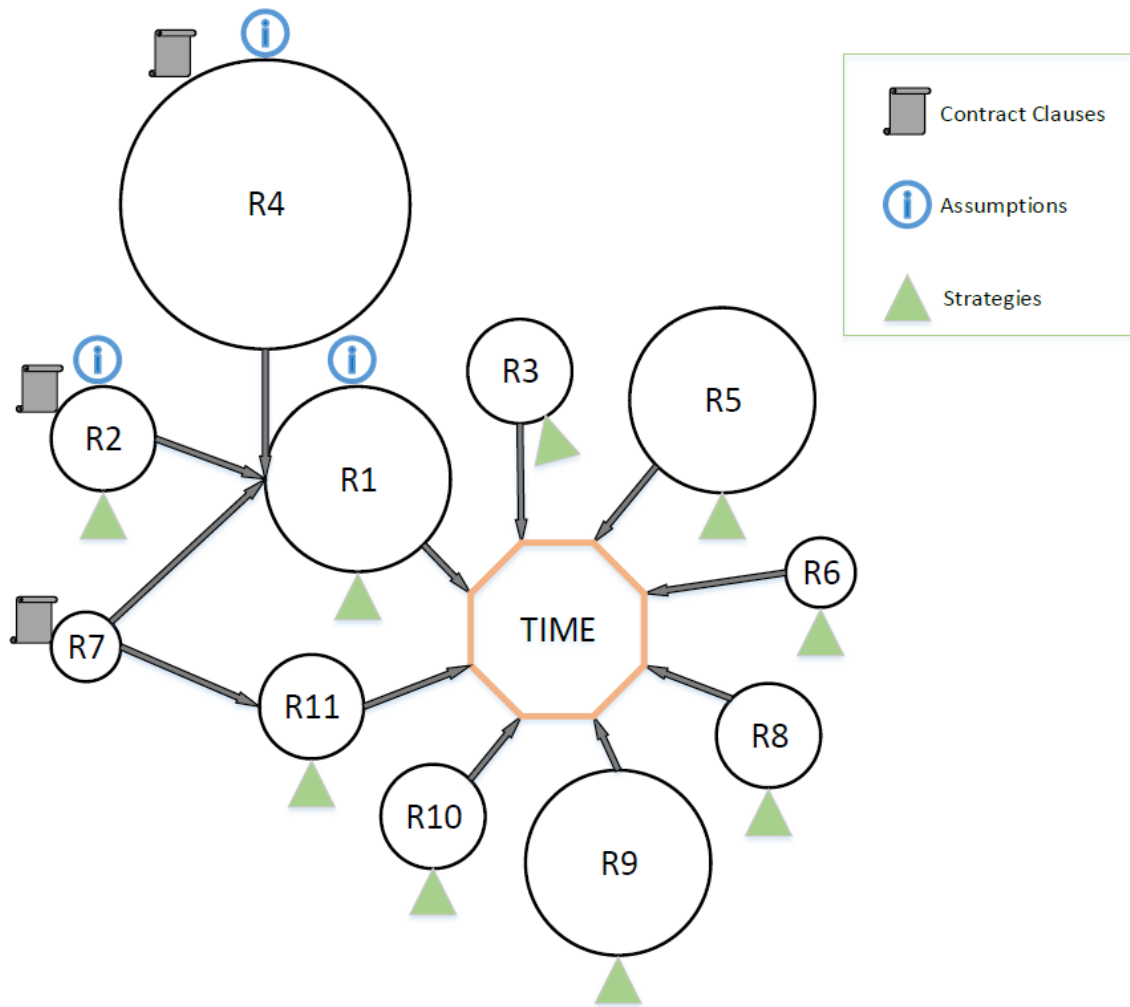 Contract Clauses
Assumptions
Strategies
R4
R3
R5
R2
R1
R6
TIME
R7
R11
R8
R10
R9